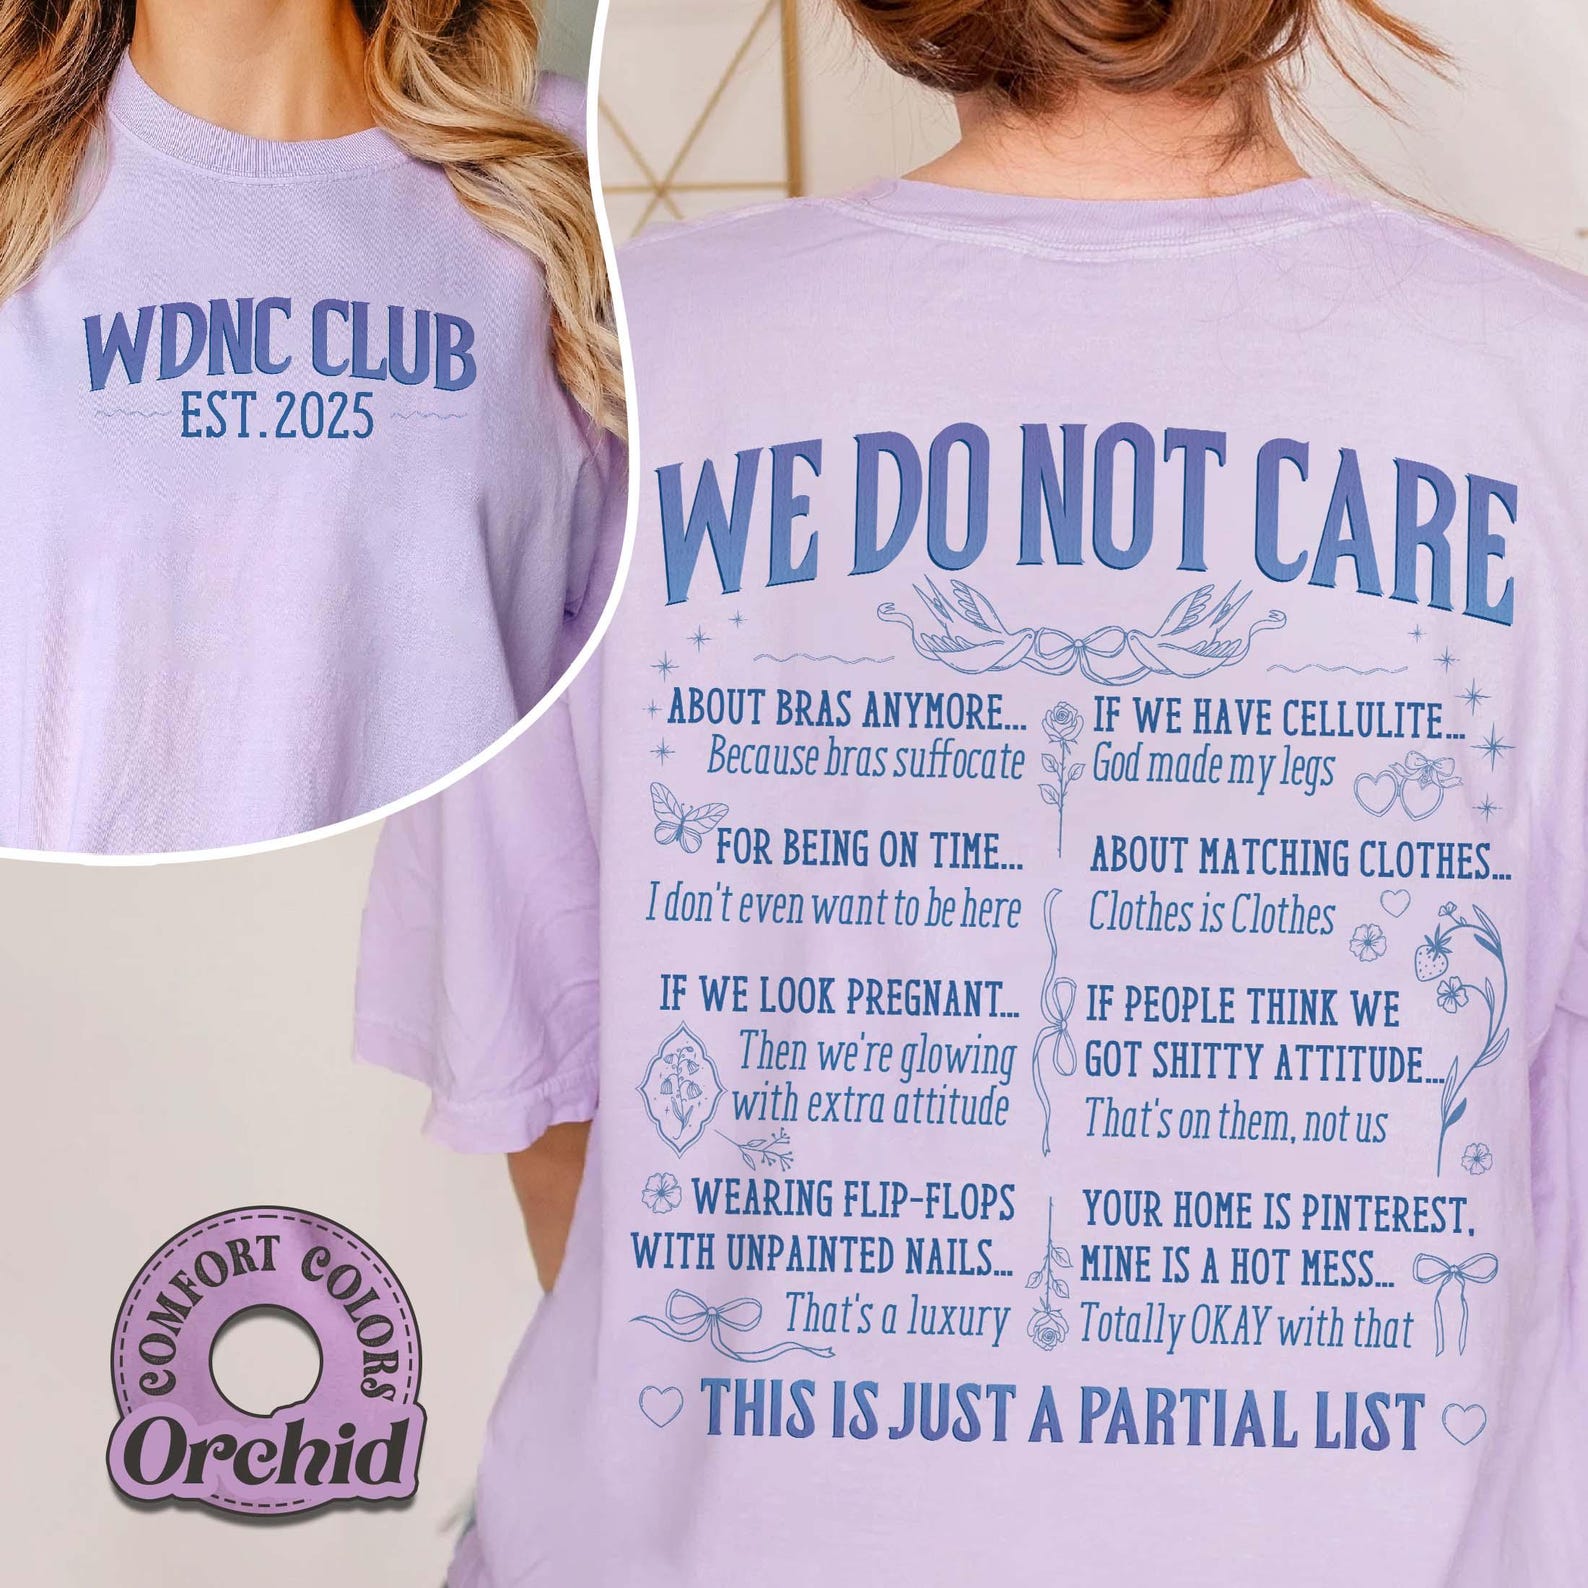 WDNC CLUB
EST.2025
WE DO NOT CARE
ABOUT BRAS ANYMORE...
Because bras suffocate
FOR BEING ON TIME...
I don't even want to be here
IF WE LOOK PREGNANT...
Then we're glowing
with extra attitude
WEARING FLIP-FLOPS
WITH UNPAINTED NAILS...
That's a luxury
IF WE HAVE CELLULITE...
God made my legs
ABOUT MATCHING CLOTHES...
Clothes is Clothes
IF PEOPLE THINK WE
GOT SHITTY ATTITUDE...
That's on them, not us
YOUR HOME IS PINTEREST,
MINE IS A HOT MESS...
Totally OKAY with that
THIS IS JUST A PARTIAL LIST
COMFORT COLORS
Orchid